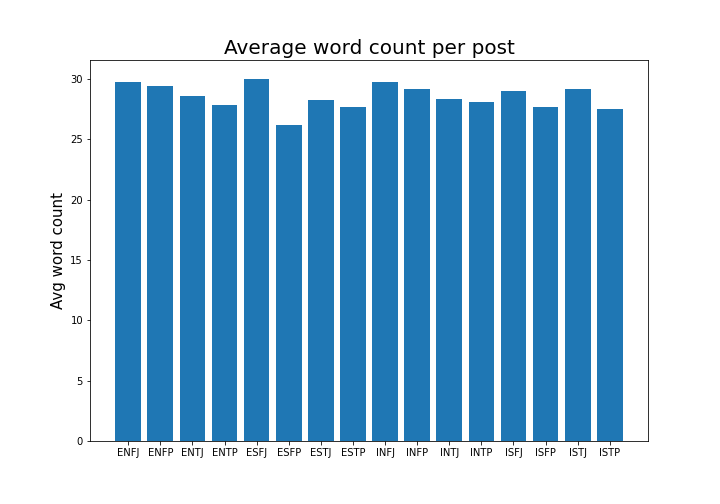 Average word count per post
Avg word count
30
25
20
15
10
5
0
ENFJ ENFP ENTJ ENTP ESFJ ESFP ESTJ ESTP INFJ INFP INTJ INTP ISFJ ISFP ISTJ ISTP